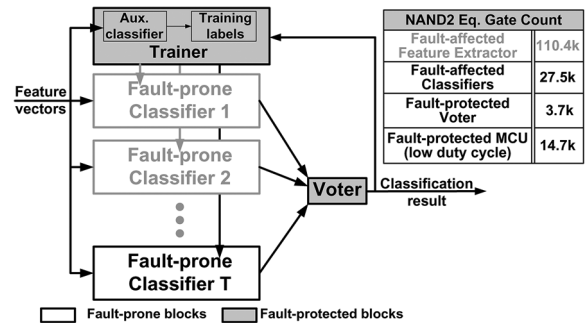 Aux.
classifier
Training
labels
Trainer
Feature
vectors
Fault-prone
Classifier 1
Fault-prone
Classifier 2
Fault-prone
Classifier T
Voter
Classification
result
NAND2 Eq. Gate Count
Fault-affected
Feature Extractor
110.4k
Fault-affected
Classifiers
27.5k
Fault-protected
Voter
3.7k
Fault-protected MCU
(low duty cycle)
14.7k
Fault-prone blocks
Fault-protected blocks